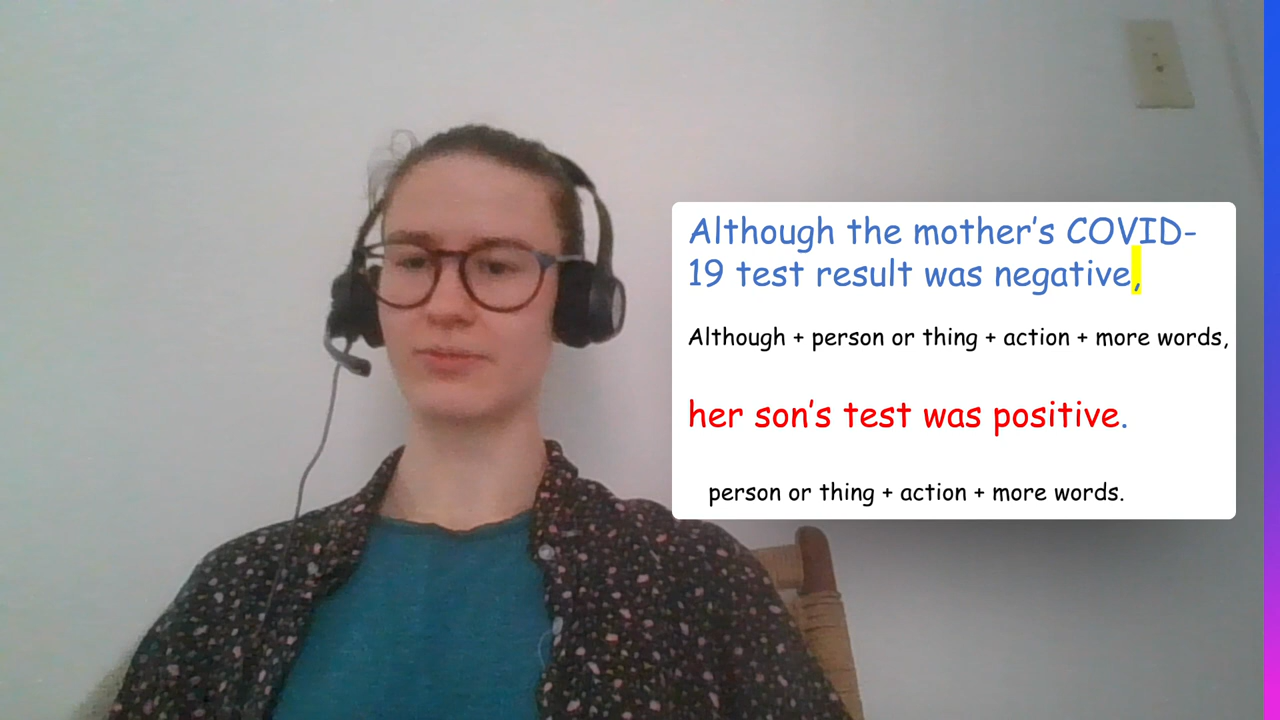 Although the mother's COVID-
19 test result was negative,
Although + person or thing + action + more words,
her son's test was positive.
person or thing + action + more words.